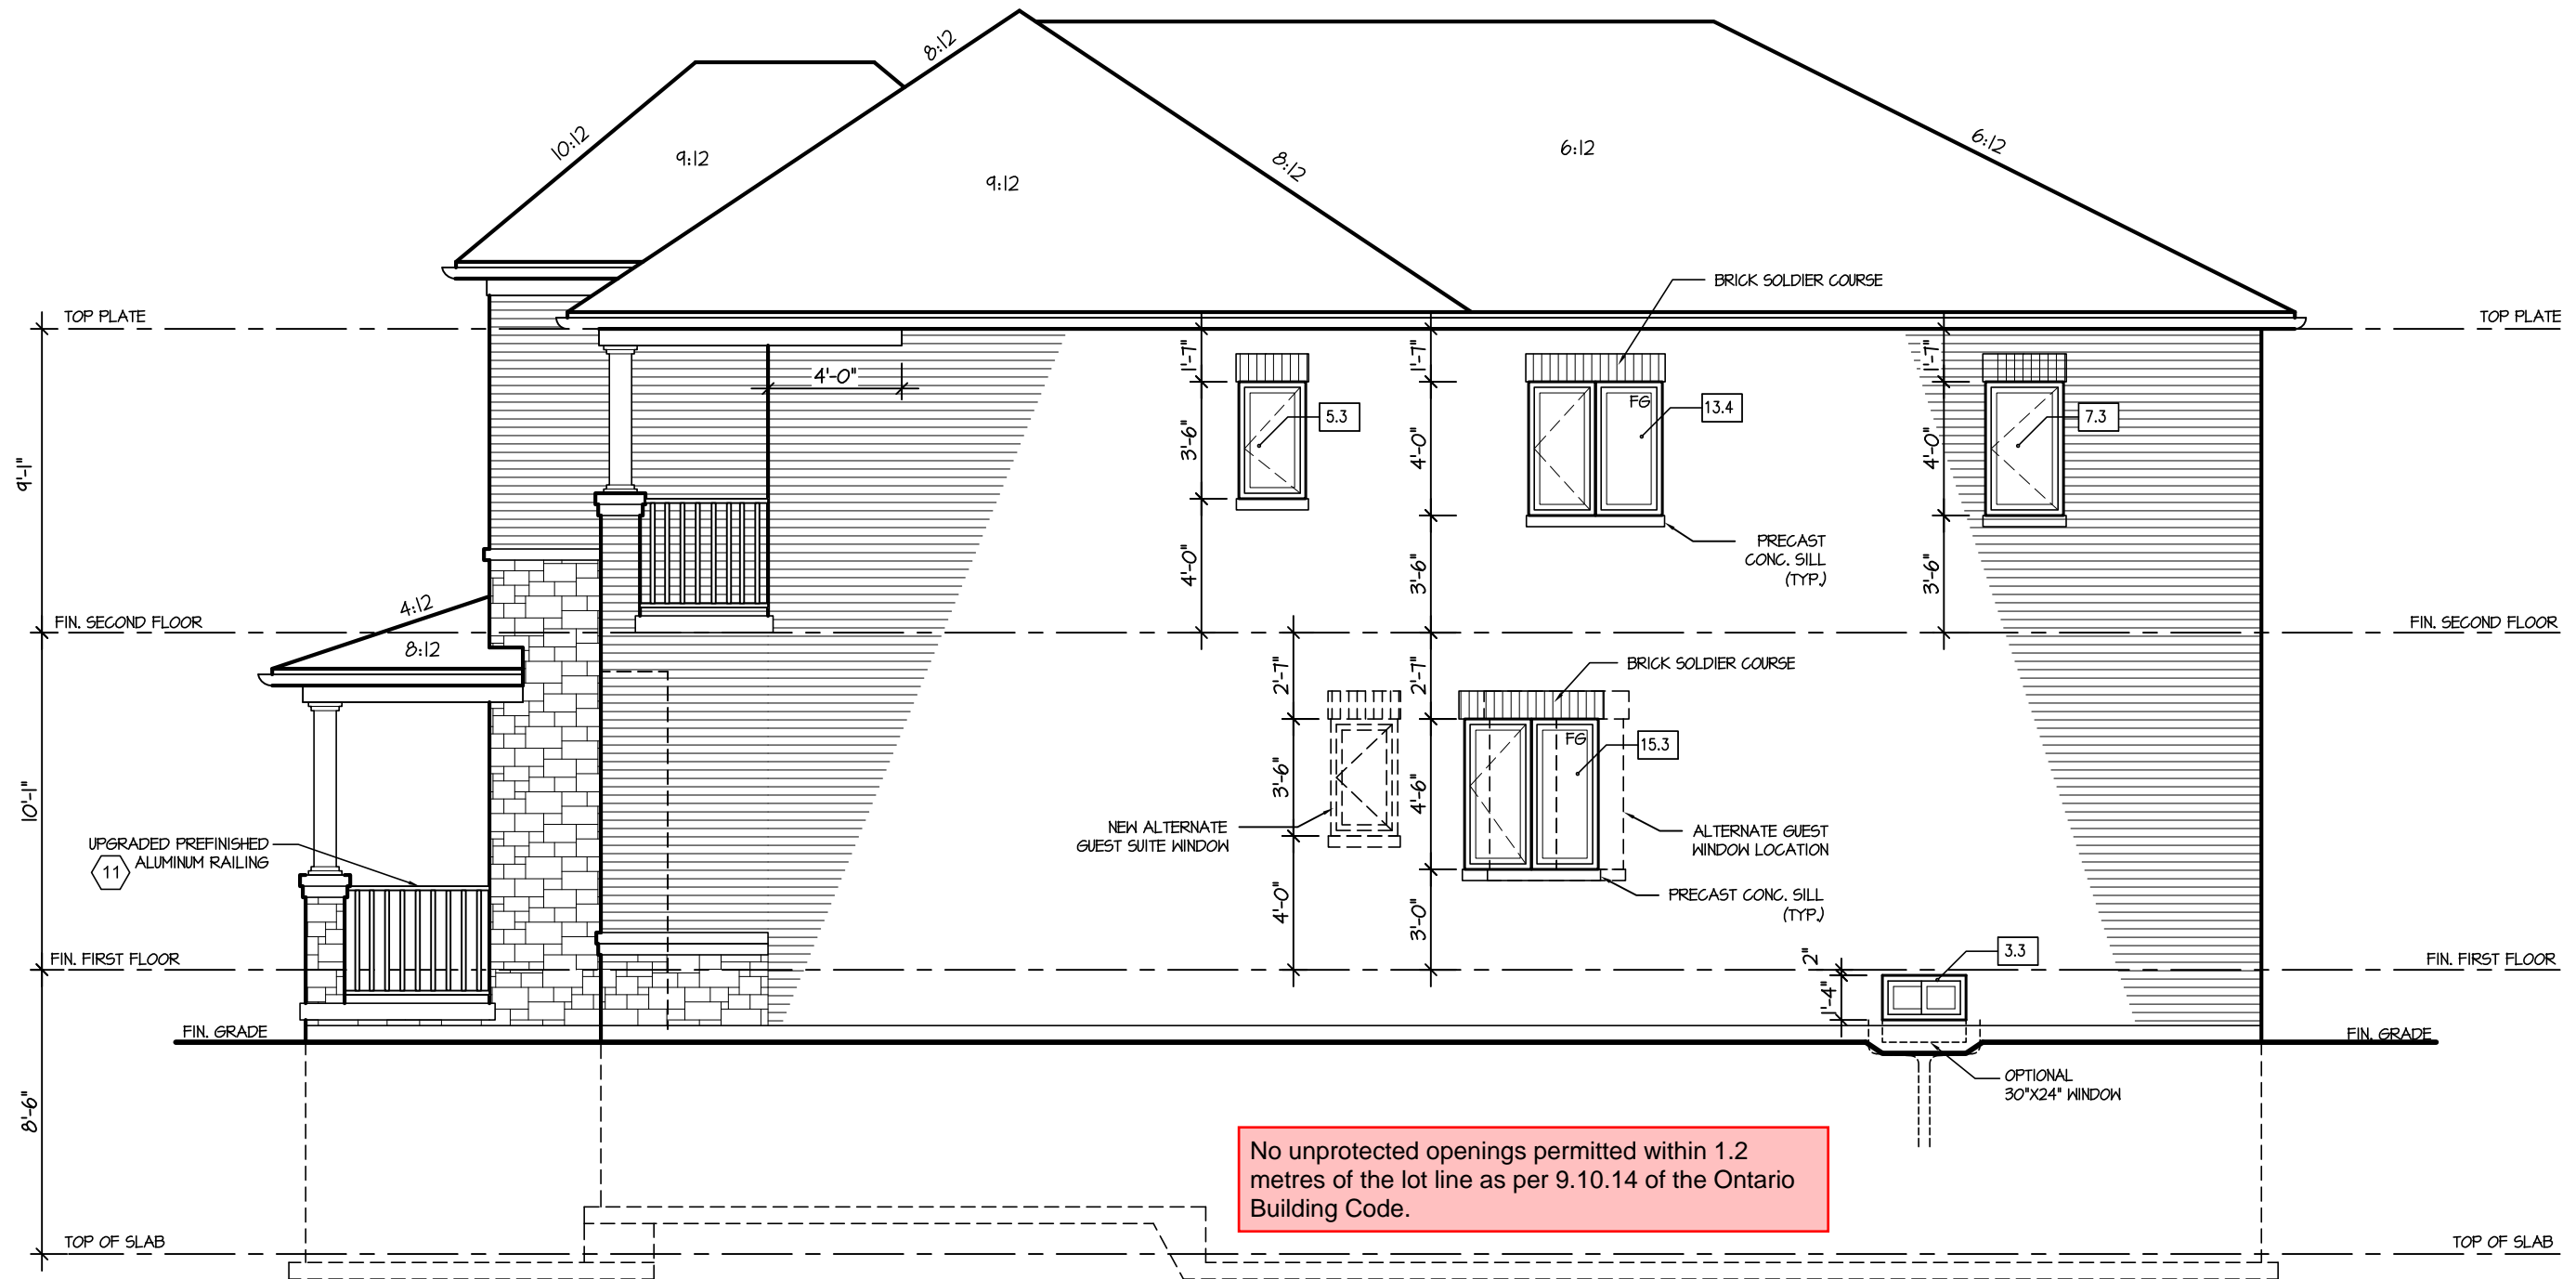 8:12
10:12
9:12
9:12
8:12
6:12
6:12
BRICK SOLDIER COURSE
TOP PLATE
TOP PLATE
1'-7"
1'-7"
1'-7"
4'-0"
5.3
FG
13.4
7.3
9'-1"
3'-6"
4'-0"
4'-0"
PRECAST
CONC. SILL
(TYP.)
4'-0"
3'-6"
3'-6"
4:12
FIN. SECOND FLOOR
FIN. SECOND FLOOR
8:12
2'-7"
2'-7"
BRICK SOLDIER COURSE
FG
15.3
10'-1"
3'-6"
4'-6"
NEW ALTERNATE
GUEST SUITE WINDOW
ALTERNATE GUEST
WINDOW LOCATION
UPGRADED PREFINISHED
ALUMINUM RAILING
11
4'-0"
3'-0"
PRECAST CONC. SILL
(TYP.)
FIN. FIRST FLOOR
2"
3.3
FIN. FIRST FLOOR
1'-4"
FIN. GRADE
FIN. GRADE
OPTIONAL
30"X24" WINDOW
8'-6"
No unprotected openings permitted within 1.2
metres of the lot line as per 9.10.14 of the Ontario
Building Code.
TOP OF SLAB
TOP OF SLAB